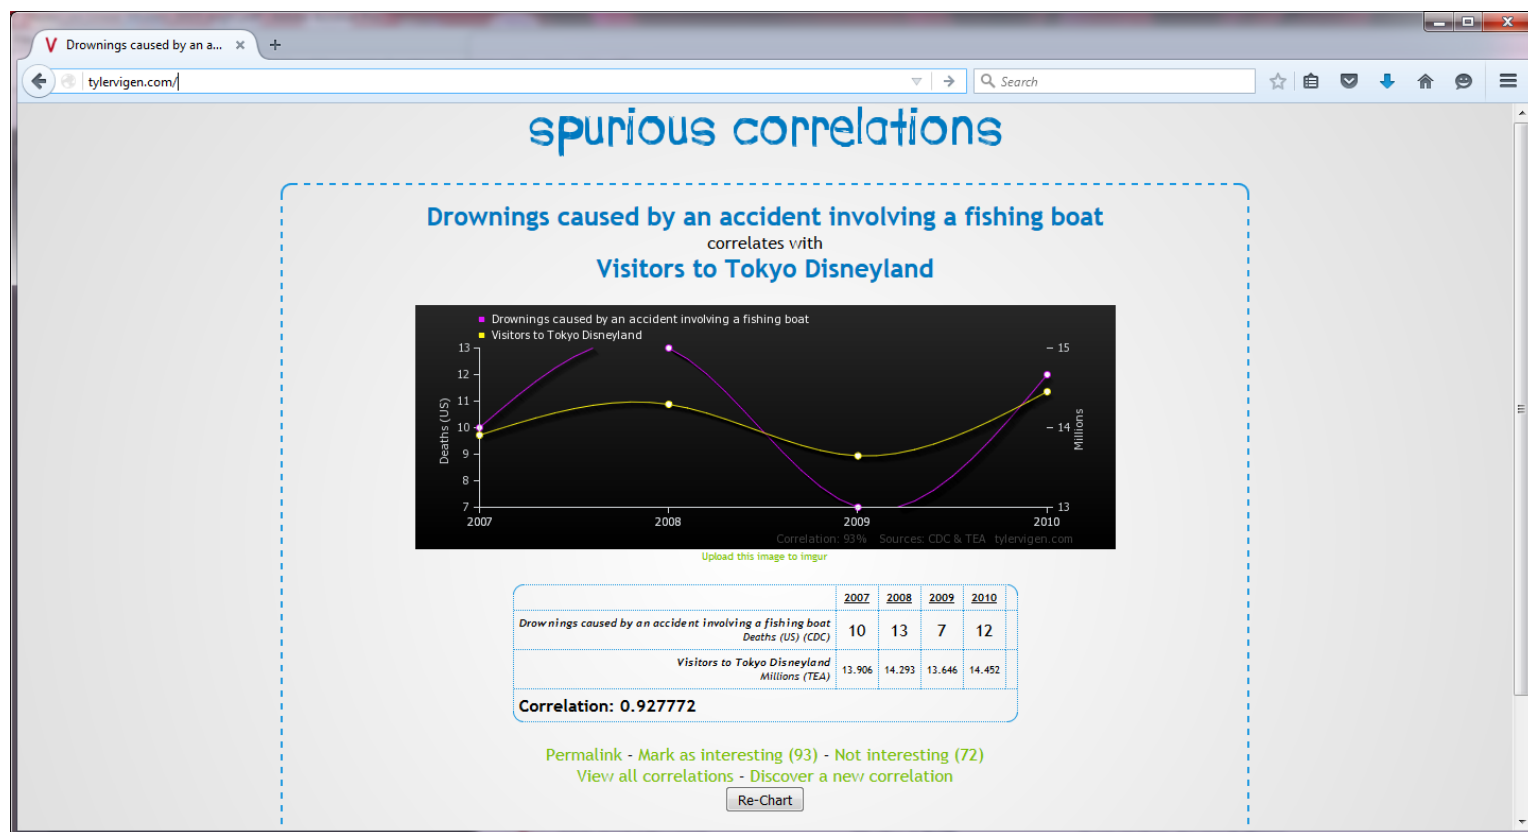 Drownings caused by an a...
tylervigen.com/
Search
spurious correlations
Drownings caused by an accident involving a fishing boat
correlates with
Visitors to Tokyo Disneyland
Drownings caused by an accident involving a fishing boat
Visitors to Tokyo Disneyland
13
12
11
10
9
8
7
Deaths (US)
15
14
13
Millions
2007 2008 2009 2010
Correlation: 93% Sources: CDC & TEA tylervigen.com
Upload this image to imgur
2007 2008 2009 2010
Drownings caused by an accident involving a fishing boat
Deaths (US) (CDC) 10 13 7 12
Visitors to Tokyo Disneyland
Millions (TEA) 13.906 14.293 13.646 14.452
Correlation: 0.927772
Permalink - Mark as interesting (93) - Not interesting (72)
View all correlations - Discover a new correlation
Re-Chart